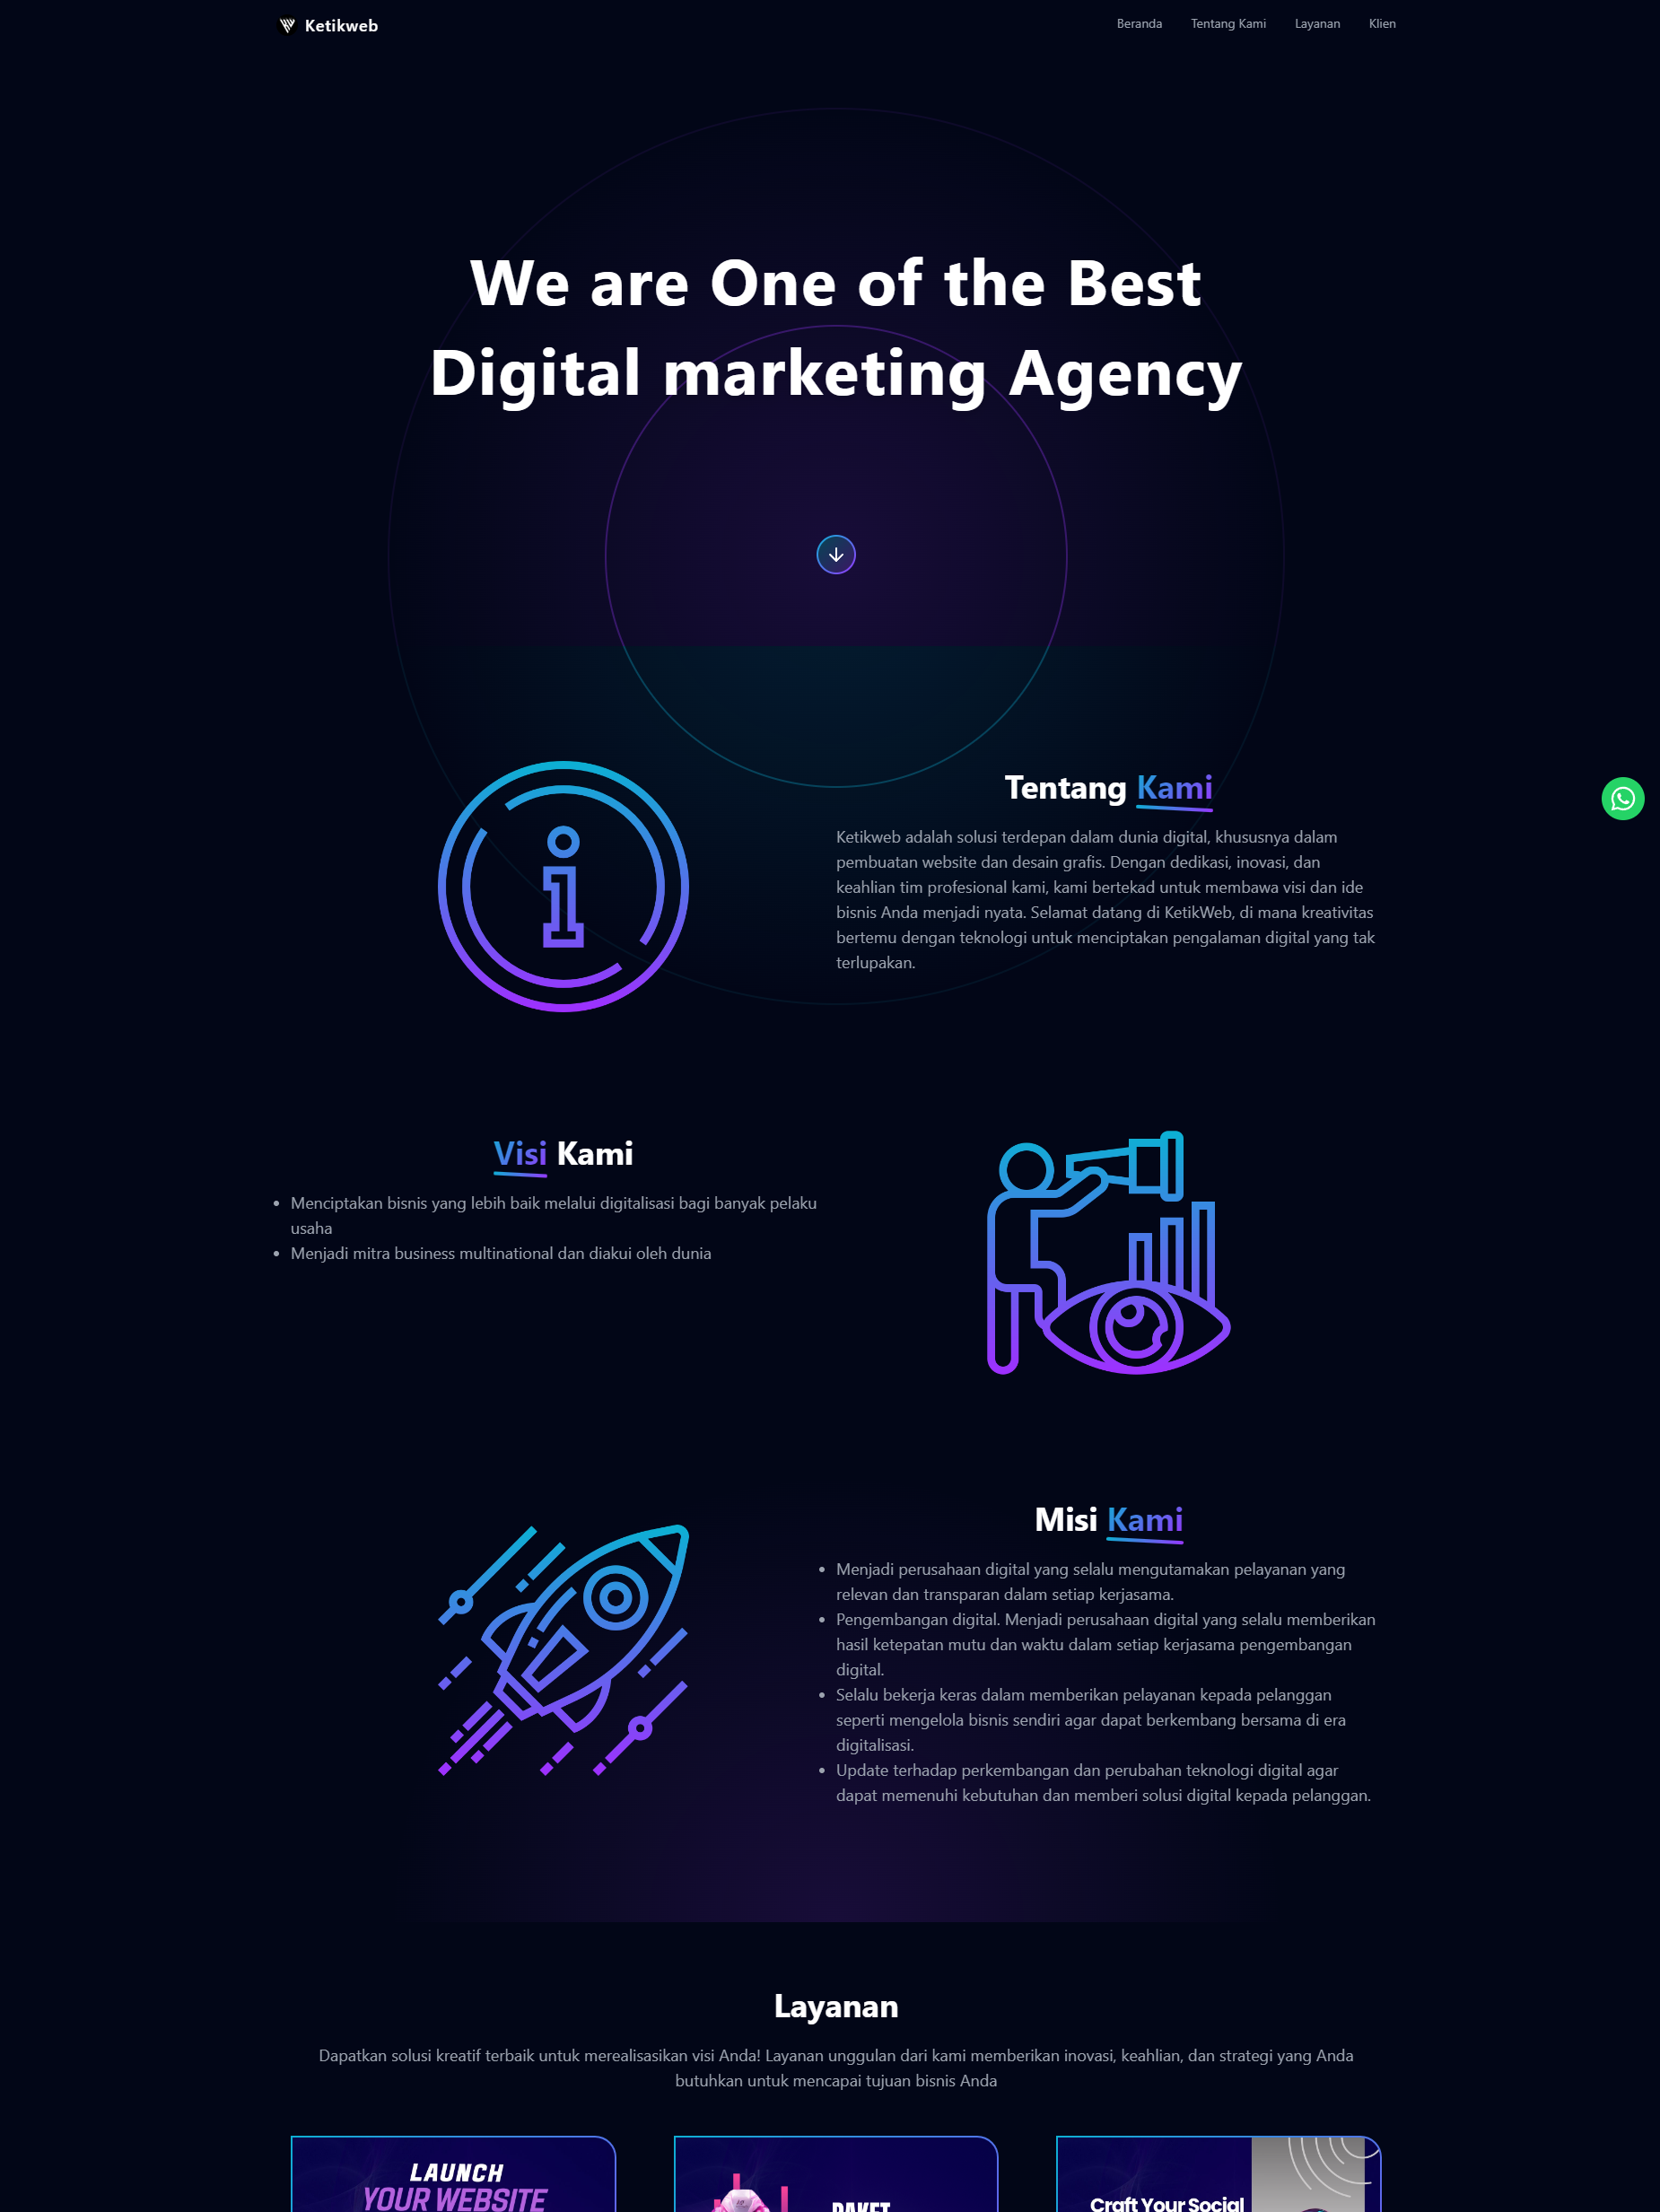 Ketikweb
Beranda
Tentang Kami
Layanan
Klien
We are One of the Best
Digital marketing Agency
Tentang Kami
Ketikweb adalah solusi terdepan dalam dunia digital, khususnya dalam
pembuatan website dan desain grafis. Dengan dedikasi, inovasi, dan
keahlian tim profesional kami, kami bertekad untuk membawa visi dan ide
bisnis Anda menjadi nyata. Selamat datang di KetikWeb, di mana kreativitas
bertemu dengan teknologi untuk menciptakan pengalaman digital yang tak
terlupakan.
Visi Kami
• Menciptakan bisnis yang lebih baik melalui digitalisasi bagi banyak pelaku
usaha
• Menjadi mitra business multinational dan diakui oleh dunia
Misi Kami
• Menjadi perusahaan digital yang selalu mengutamakan pelayanan yang
relevan dan transparan dalam setiap kerjasama.
• Pengembangan digital. Menjadi perusahaan digital yang selalu memberikan
hasil ketepatan mutu dan waktu dalam setiap kerjasama pengembangan
digital.
• Selalu bekerja keras dalam memberikan pelayanan kepada pelanggan
seperti mengelola bisnis sendiri agar dapat berkembang bersama di era
digitalisasi.
• Update terhadap perkembangan dan perubahan teknologi digital agar
dapat memenuhi kebutuhan dan memberi solusi digital kepada pelanggan.
Layanan
Dapatkan solusi kreatif terbaik untuk merealisasikan visi Anda! Layanan unggulan dari kami memberikan inovasi, keahlian, dan strategi yang Anda
butuhkan untuk mencapai tujuan bisnis Anda
LAUNCH
YOUR WEBSITE
PAKET
Craft Your Social